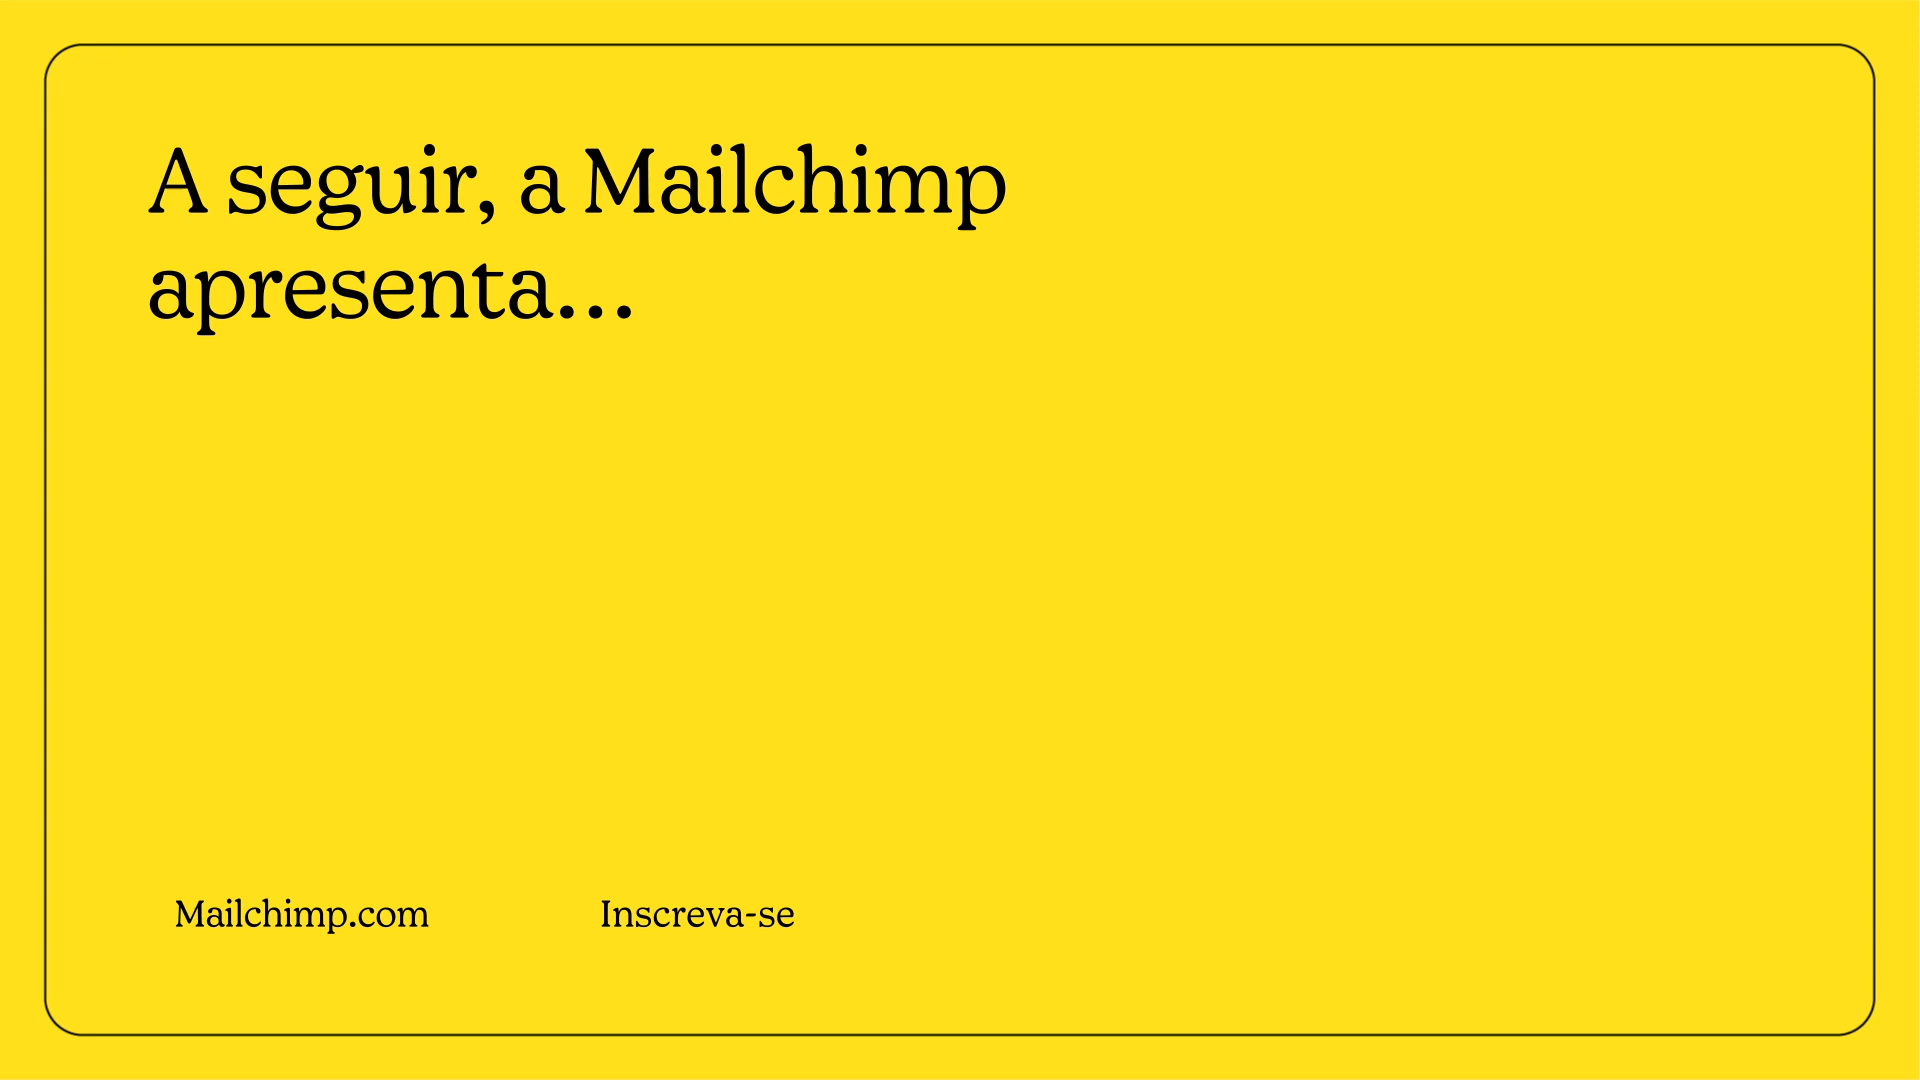 A seguir, a Mailchimp
apresenta...
Mailchimp.com
Inscreva-se